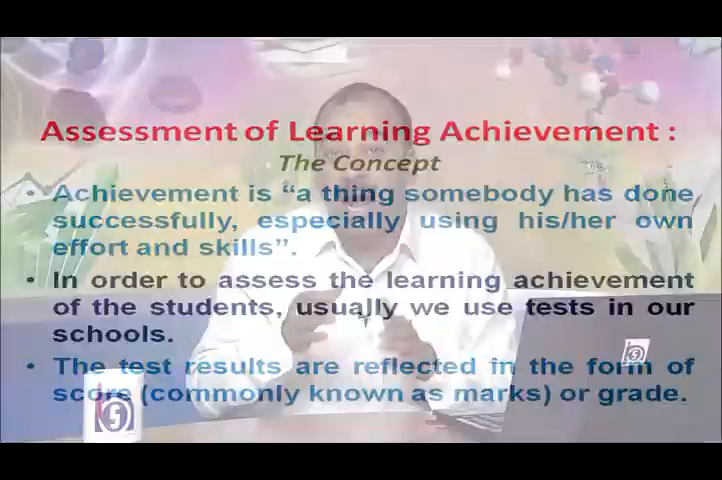 Assessment of Learning Achievement :
The Concept
• Achievement is “a thing somebody has done
successfully, especially using his/her own
effort and skills”.
• In order to assess the learning achievement
of the students, usually we use tests in our
schools.
• The test results are reflected in the form of
score (commonly known as marks) or grade.